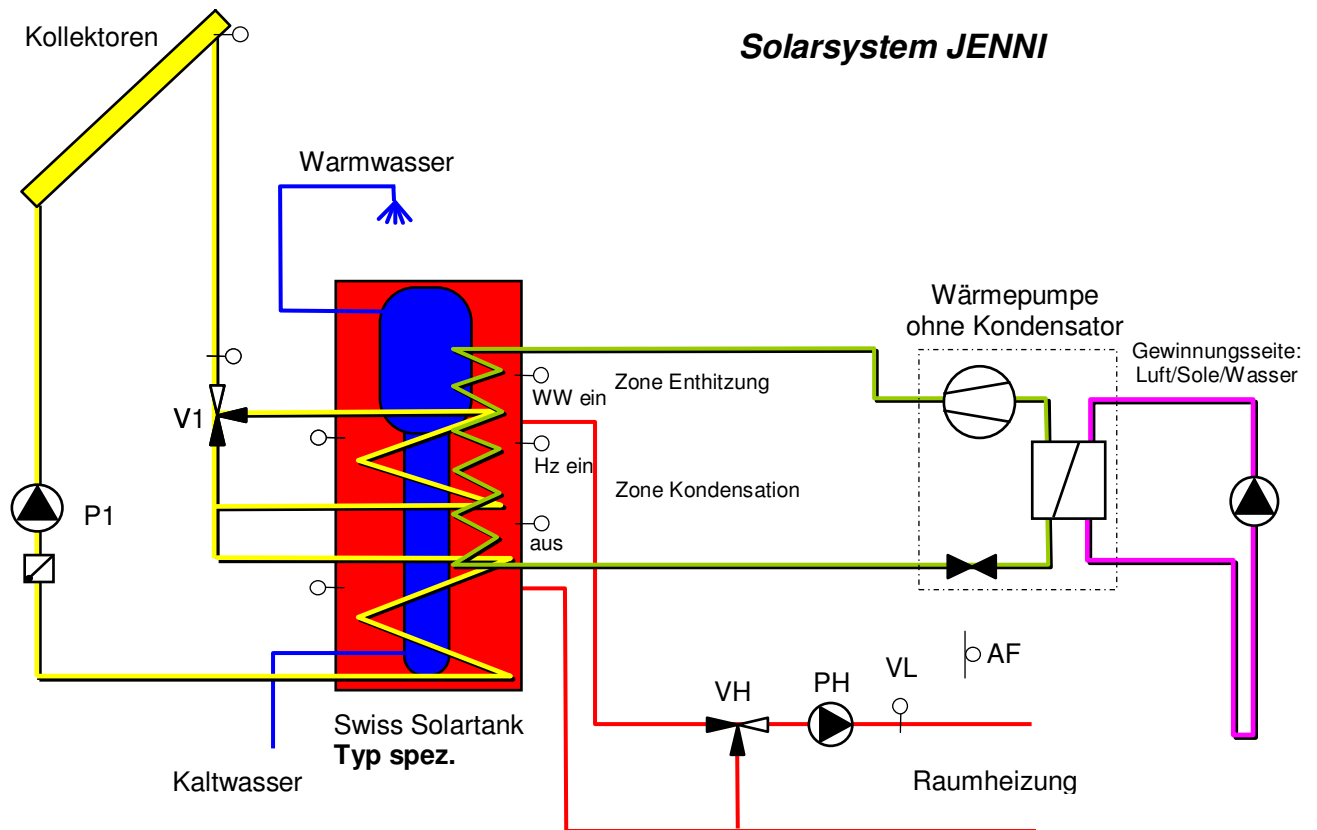 Kollektoren
Solarsystem JENNI
Warmwasser
Wärmepumpe
ohne Kondensator
Gewinnungsseite:
Luft/Sole/Wasser
WW ein
Zone Enthitzung
V1
Hz ein
Zone Kondensation
P1
aus
AF
VL
PH
VH
Swiss Solartank
Typ spez.
Kaltwasser
Raumheizung